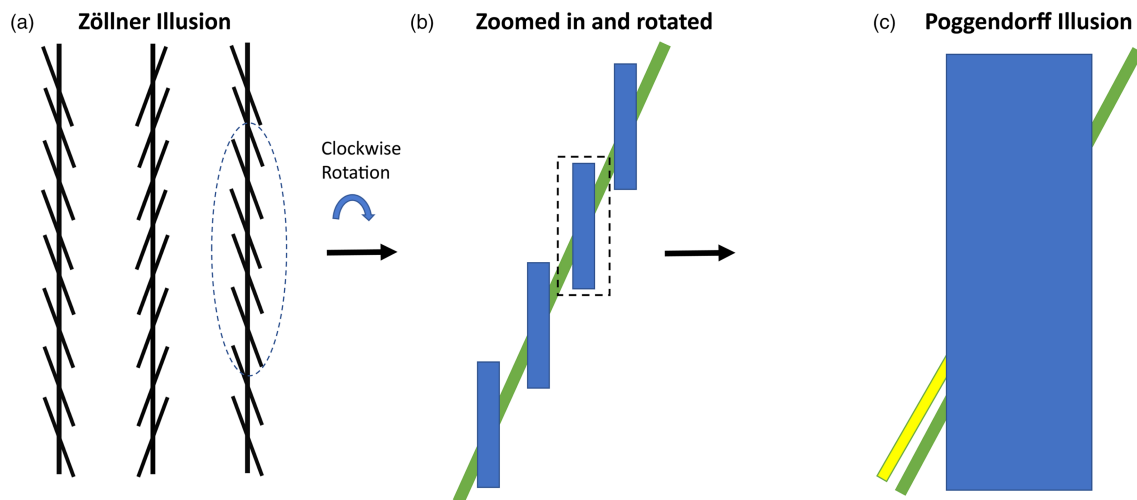 (a) Zöllner Illusion
(b) Zoomed in and rotated
(c) Poggendorff Illusion
Clockwise
Rotation